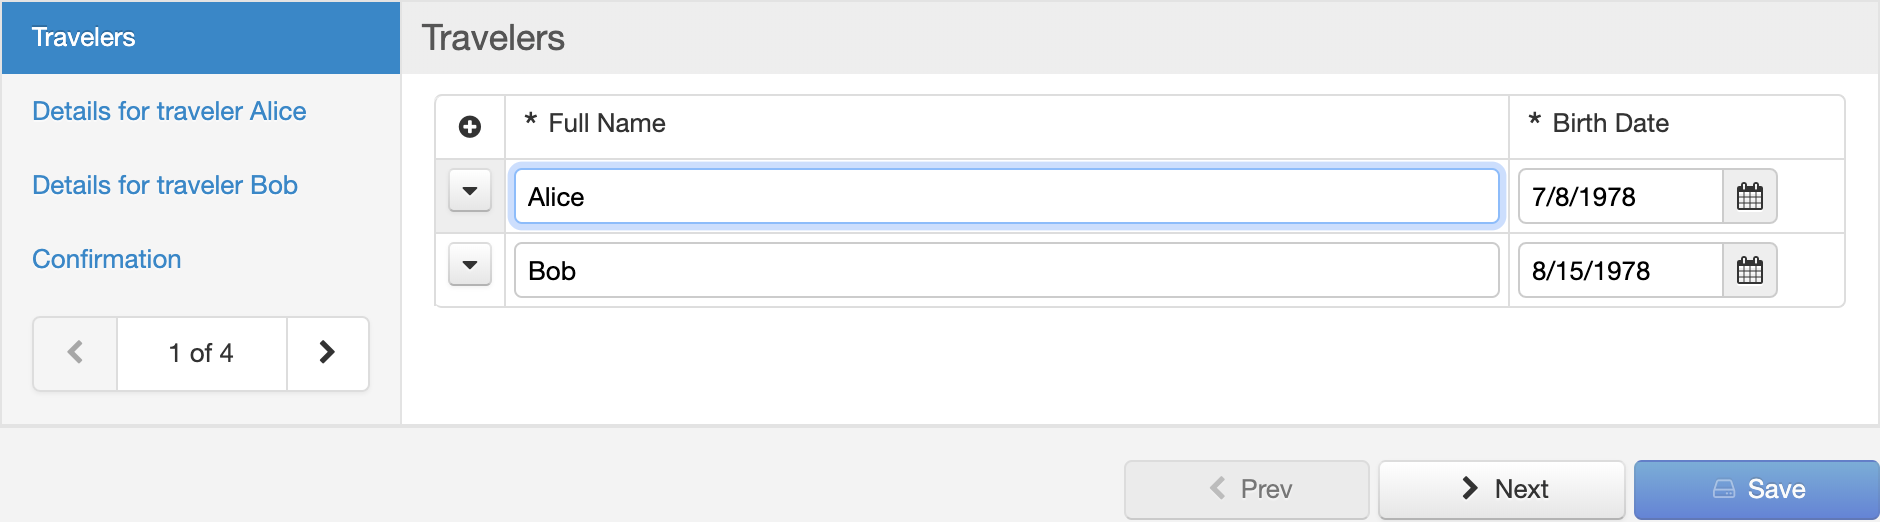 Travelers
Details for traveler Alice
Details for traveler Bob
Confirmation
1 of 4
Travelers
* Full Name
* Birth Date
Alice
7/8/1978
Bob
8/15/1978
Prev
Next
Save